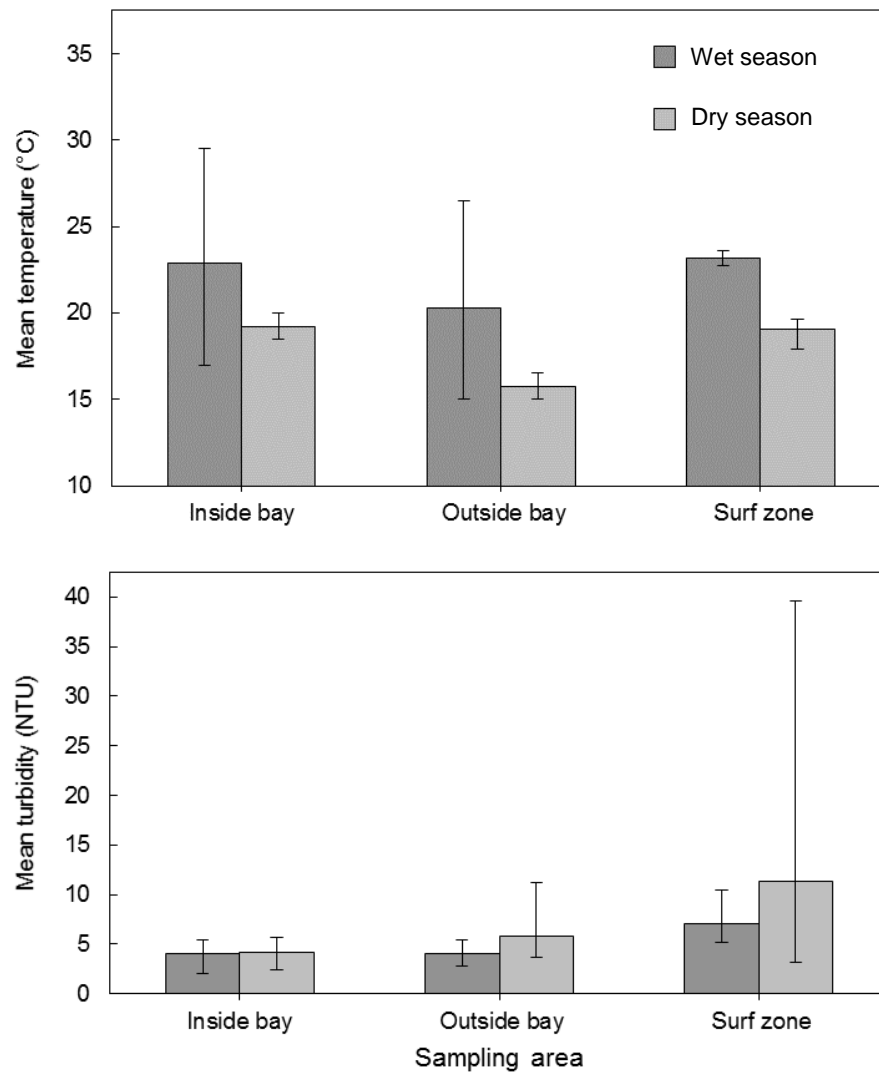 Mean temperature (°C)
35
30
25
20
15
10
Wet season
Dry season
Inside bay
Outside bay
Surf zone
Mean turbidity (NTU)
40
35
30
25
20
15
10
5
0
Inside bay
Outside bay
Surf zone
Sampling area